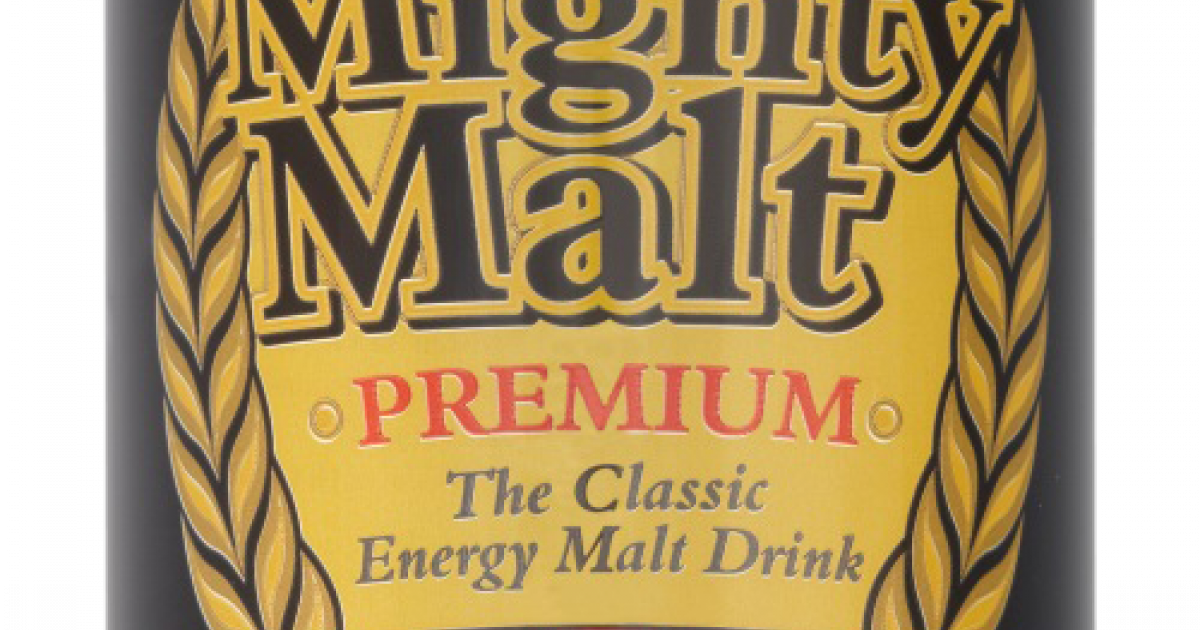 Mighty
Malt
PREMIUM
The Classic
Energy Malt Drink